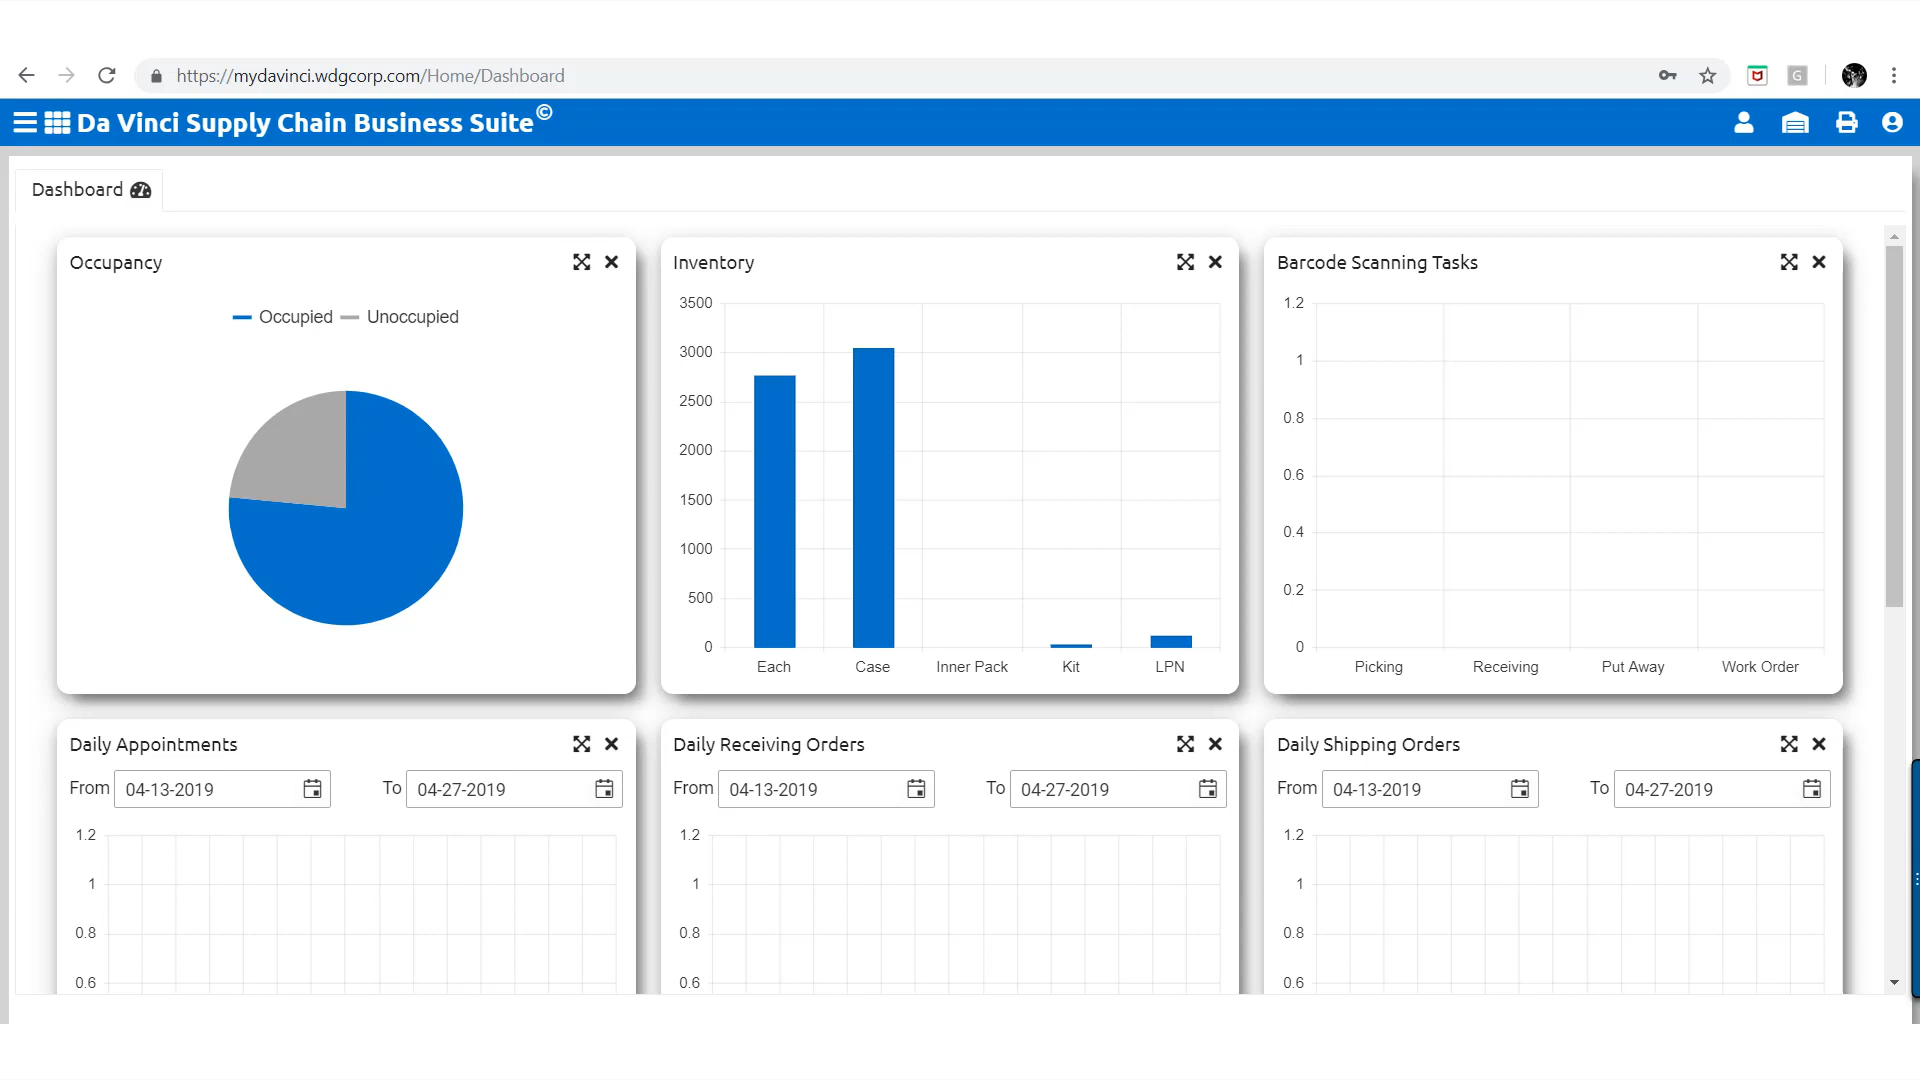 https://mydavinci.wdgcorp.com/Home/Dashboard
G
Da Vinci Supply Chain Business Suite©
Dashboard
Occupancy
Occupied Unoccupied
Inventory
3500
3000
2500
2000
1500
1000
500
0
Each Case Inner Pack Kit LPN
Barcode Scanning Tasks
1.2
1
0.8
0.6
0.4
0.2
0
Picking Receiving Put Away Work Order
Daily Appointments
From 04-13-2019 To 04-27-2019
1.2
1
0.8
0.6
Daily Receiving Orders
From 04-13-2019 To 04-27-2019
1.2
1
0.8
0.6
Daily Shipping Orders
From 04-13-2019 To 04-27-2019
1.2
1
0.8
0.6